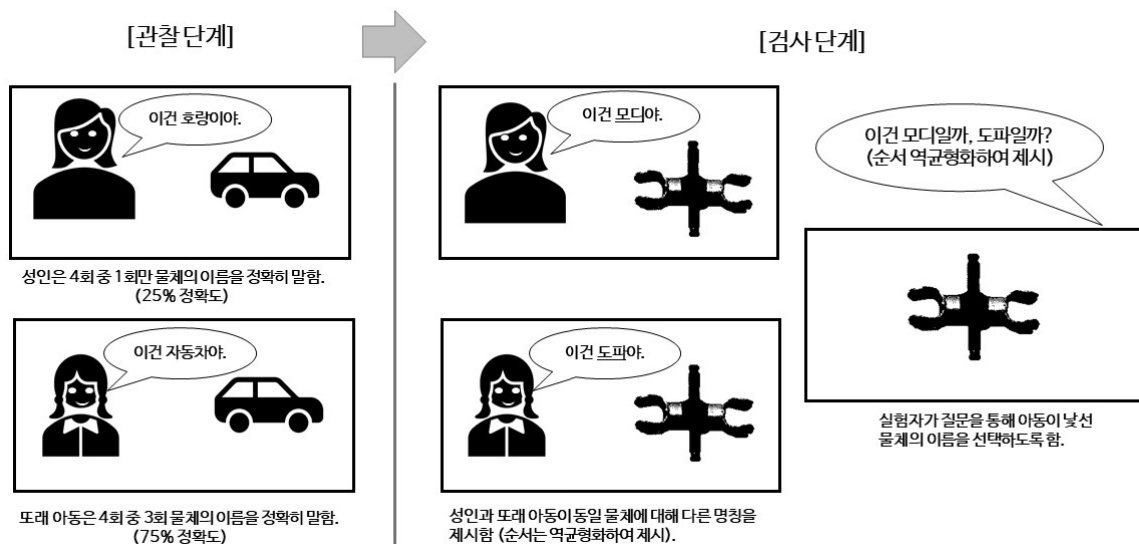 [관찰 단계]
[검사 단계]
이건 호랑이야.
성인은 4회 중 1회만 물체의 이름을 정확히 말함.
(25% 정확도)
이건 자동차야.
또래 아동은 4회 중 3회 물체의 이름을 정확히 말함.
(75% 정확도)
이건 모디야.
이건 도파야.
성인과 또래 아동이 동일 물체에 대해 다른 명칭을
제시함 (순서는 역균형화하여 제시).
이건 모디일까, 도파일까?
(순서 역균형화하여 제시)
실험자가 질문을 통해 아동이 낯선
물체의 이름을 선택하도록 함.